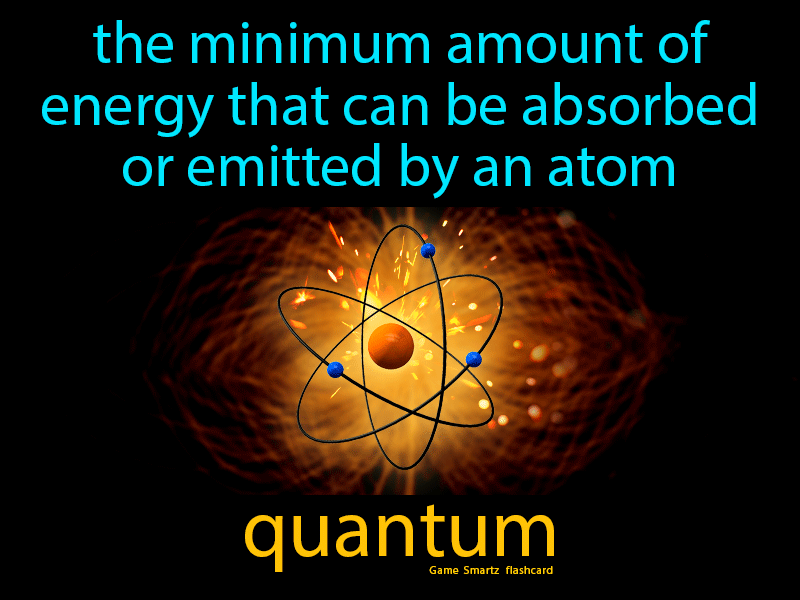 the minimum amount of
energy that can be absorbed
or emitted by an atom
quantum
Game Smartz flashcard